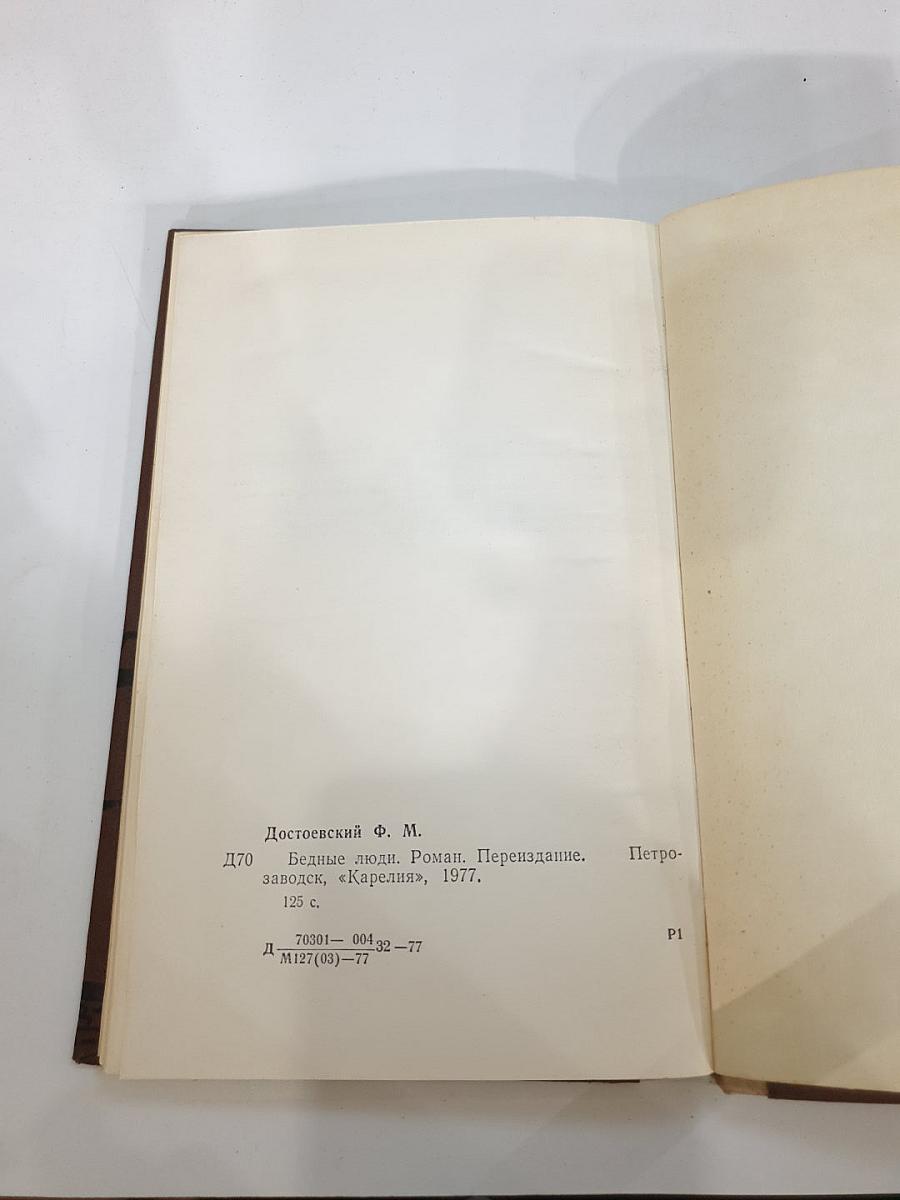 Достоевский Ф. М.
Д70 Бедные люди. Роман. Переиздание. Петро-
заводск, «Карелия», 1977.
125 с.
70301— 004
Д 32—77
М127(03)—77
Р1